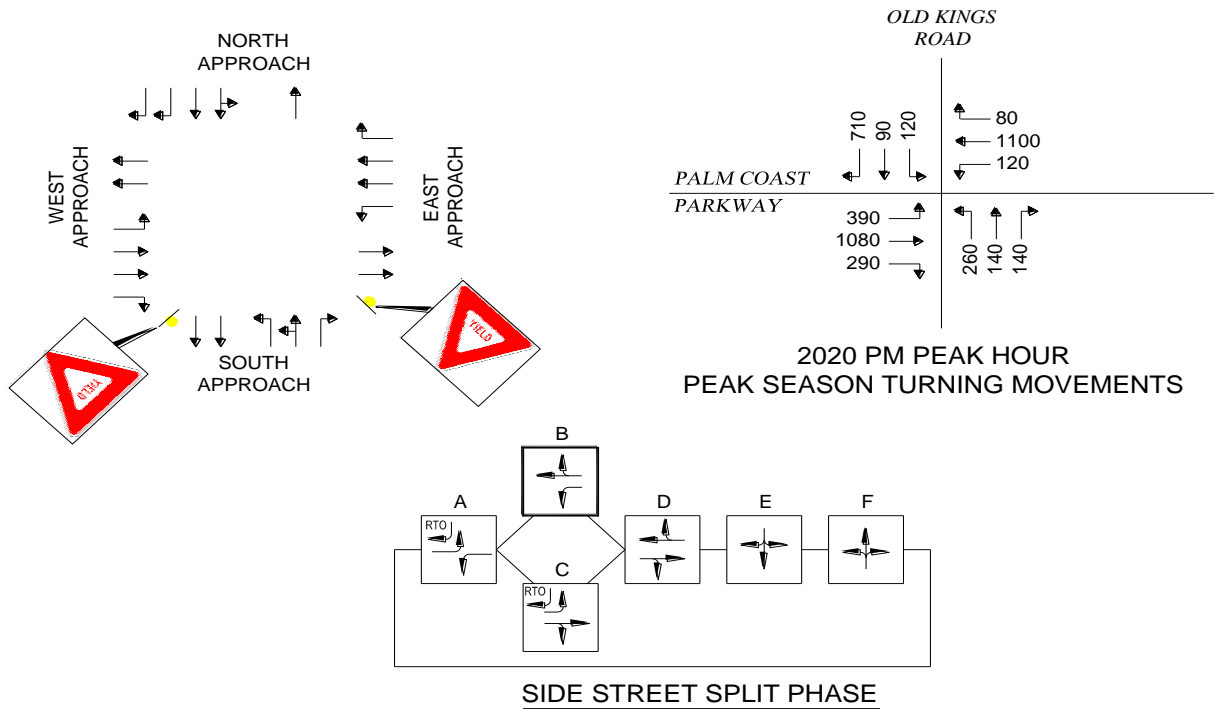 NORTH
APPROACH
WEST
APPROACH
EAST
APPROACH
SOUTH
APPROACH
YIELD
YIELD
OLD KINGS
ROAD
710
90
120
80
1100
120
PALM COAST
PARKWAY
390
1080
290
260
140
140
2020 PM PEAK HOUR
PEAK SEASON TURNING MOVEMENTS
B
A
D
E
F
RTO
C
RTO
SIDE STREET SPLIT PHASE